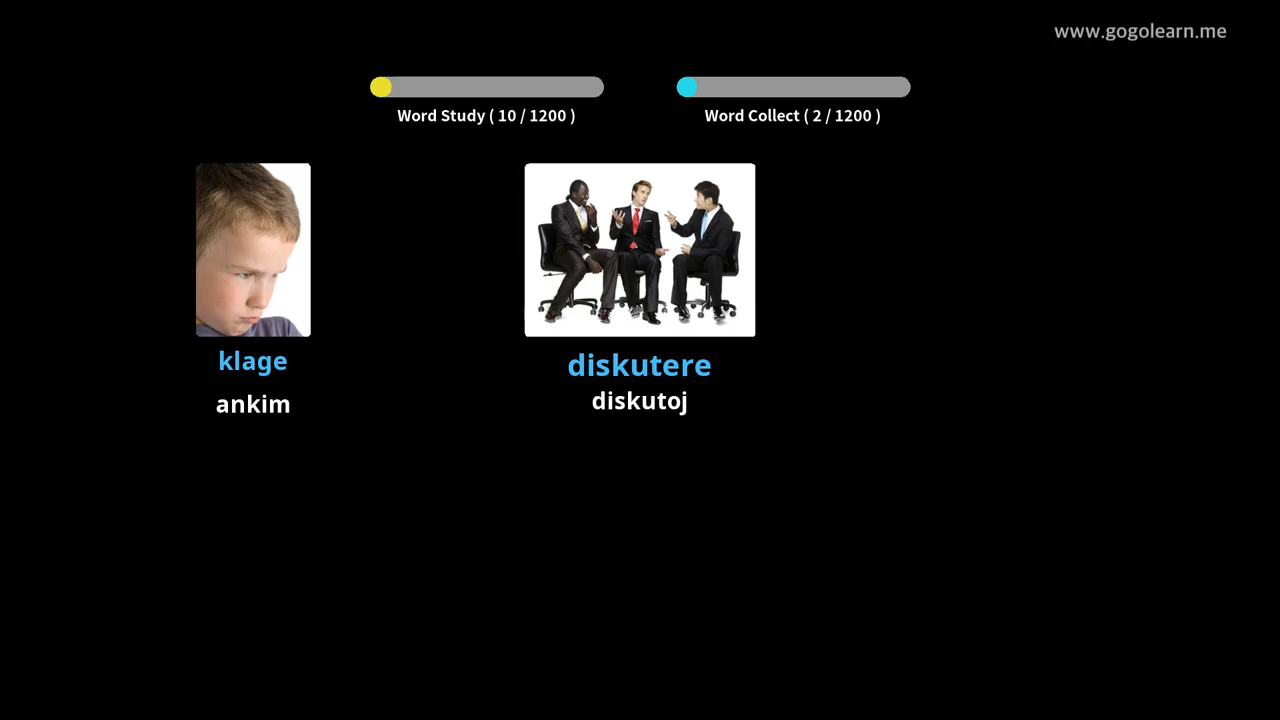 www.gogolearn.me
Word Study ( 10 / 1200 )
Word Collect ( 2 / 1200 )
klage
ankim
diskutere
diskutoj